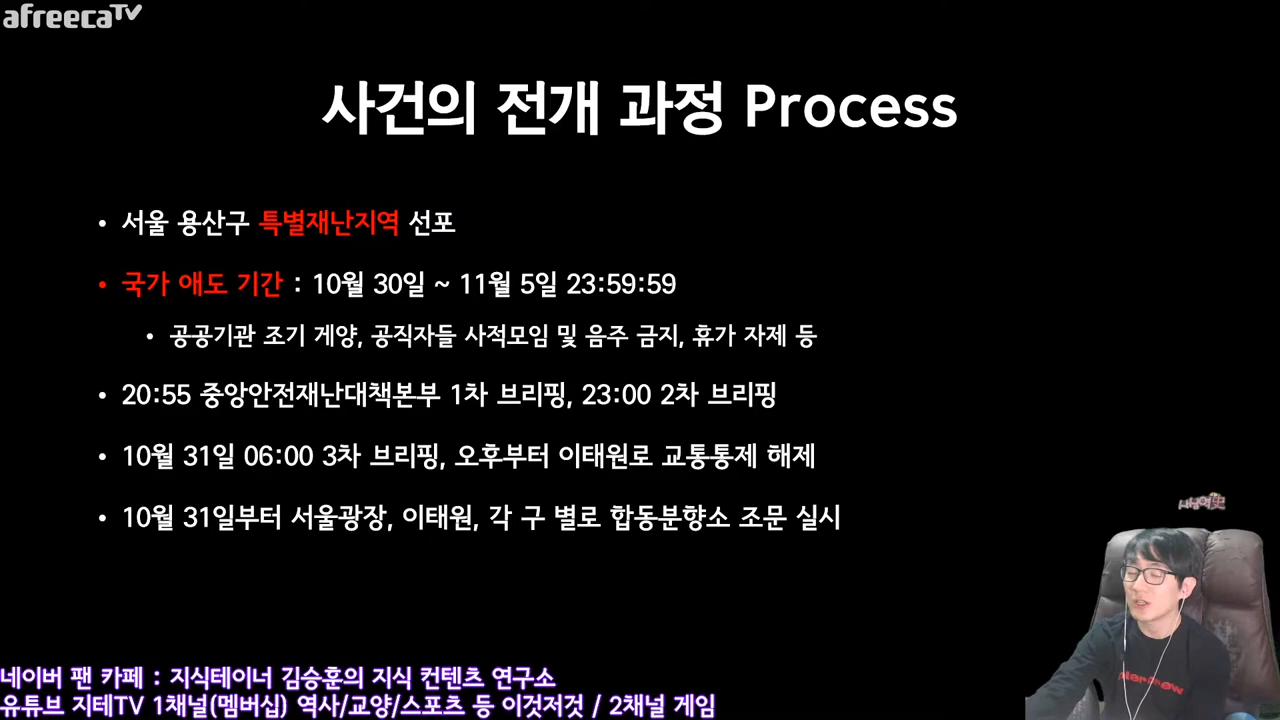 afreecaTV
사건의 전개 과정 Process
• 서울 용산구 특별재난지역 선포
• 국가 애도 기간 : 10월 30일 ~ 11월 5일 23:59:59
• 공공기관 조기 게양, 공직자들 사적모임 및 음주 금지, 휴가 자제 등
• 20:55 중앙안전재난대책본부 1차 브리핑, 23:00 2차 브리핑
• 10월 31일 06:00 3차 브리핑, 오후부터 이태원로 교통통제 해제
• 10월 31일부터 서울광장, 이태원, 각 구 별로 합동분향소 조문 실시
네이버 팬 카페 : 지식테이너 김승훈의 지식 컨텐츠 연구소
유튜브 지테TV 1채널(멤버십) 역사/교양/스포츠 등 이것저것 / 2채널 게임